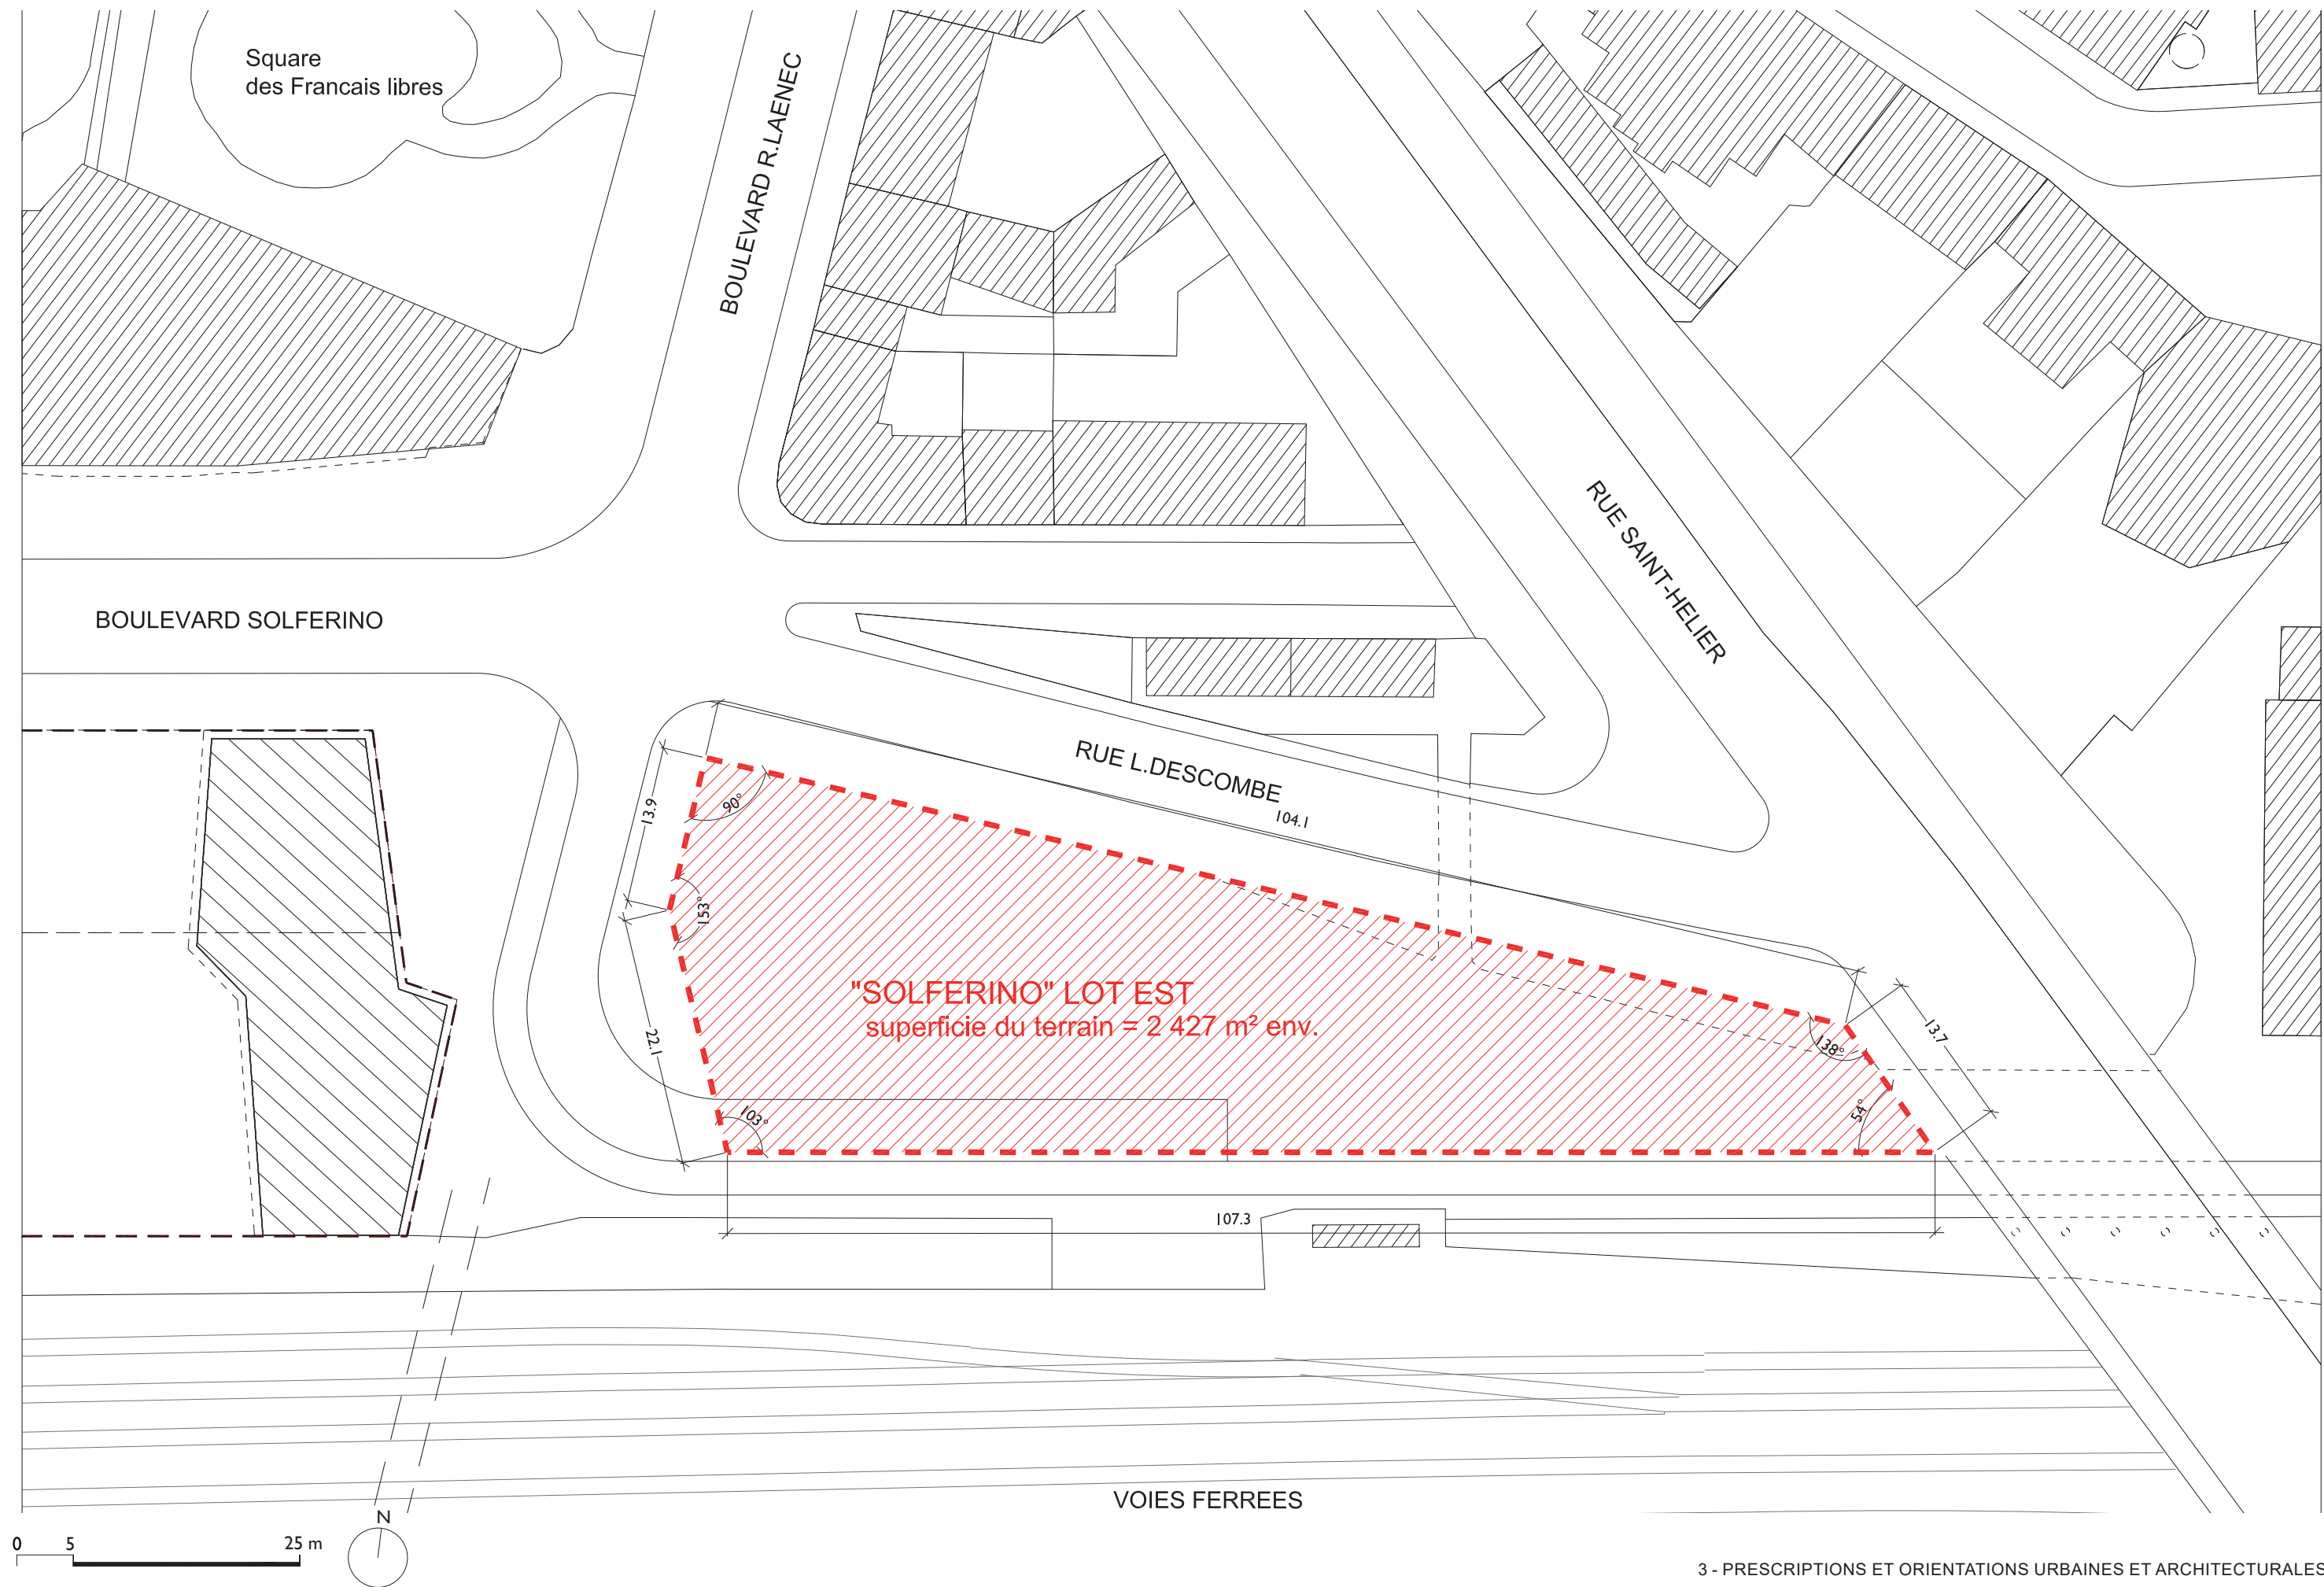 Square
des Francais libres
BOULEVARD R.LAENEC
RUE SAINT-HELIER
BOULEVARD SOLFERINO
RUE L.DESCOMBE
104.1
13.9
90°
153°
"SOLFERINO" LOT EST
superficie du terrain = 2 427 m² env.
22.1
103°
138°
13.7
54°
107.3
VOIES FERREES
0 5 25 m
N
3 - PRESCRIPTIONS ET ORIENTATIONS URBAINES ET ARCHITECTURALES